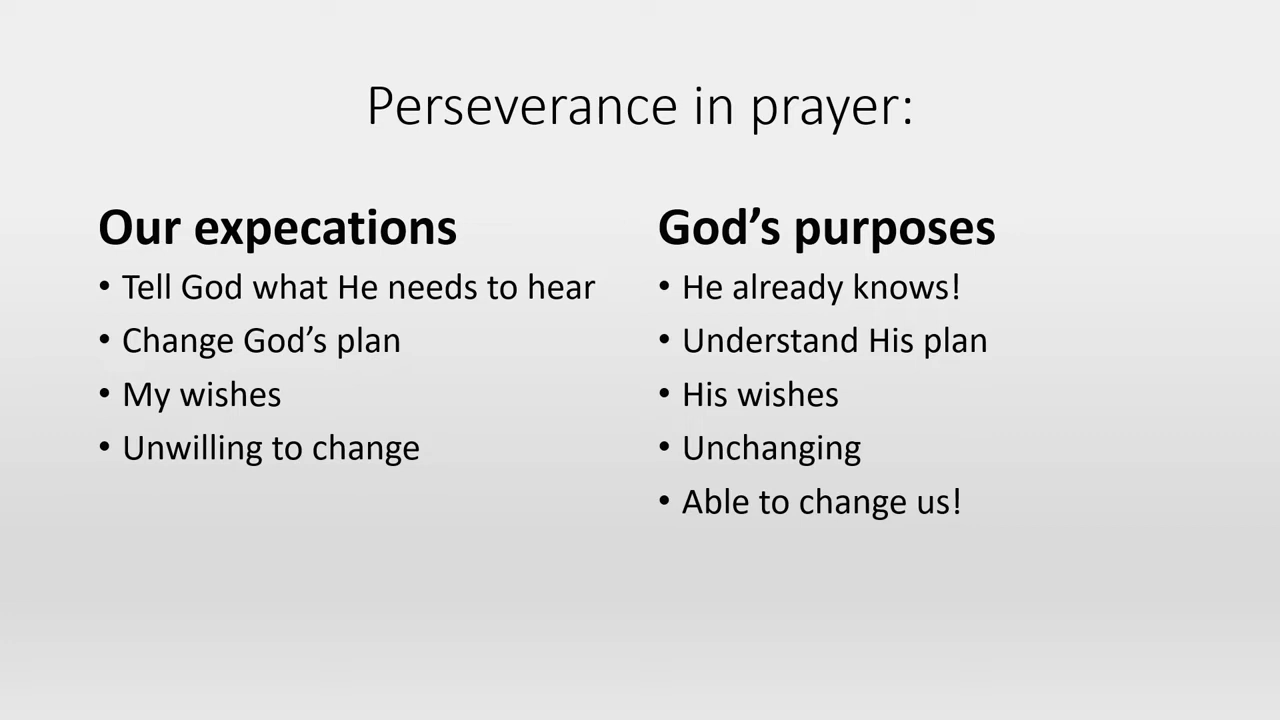 Perseverance in prayer:
Our expecations
• Tell God what He needs to hear
• Change God’s plan
• My wishes
• Unwilling to change
God’s purposes
• He already knows!
• Understand His plan
• His wishes
• Unchanging
• Able to change us!